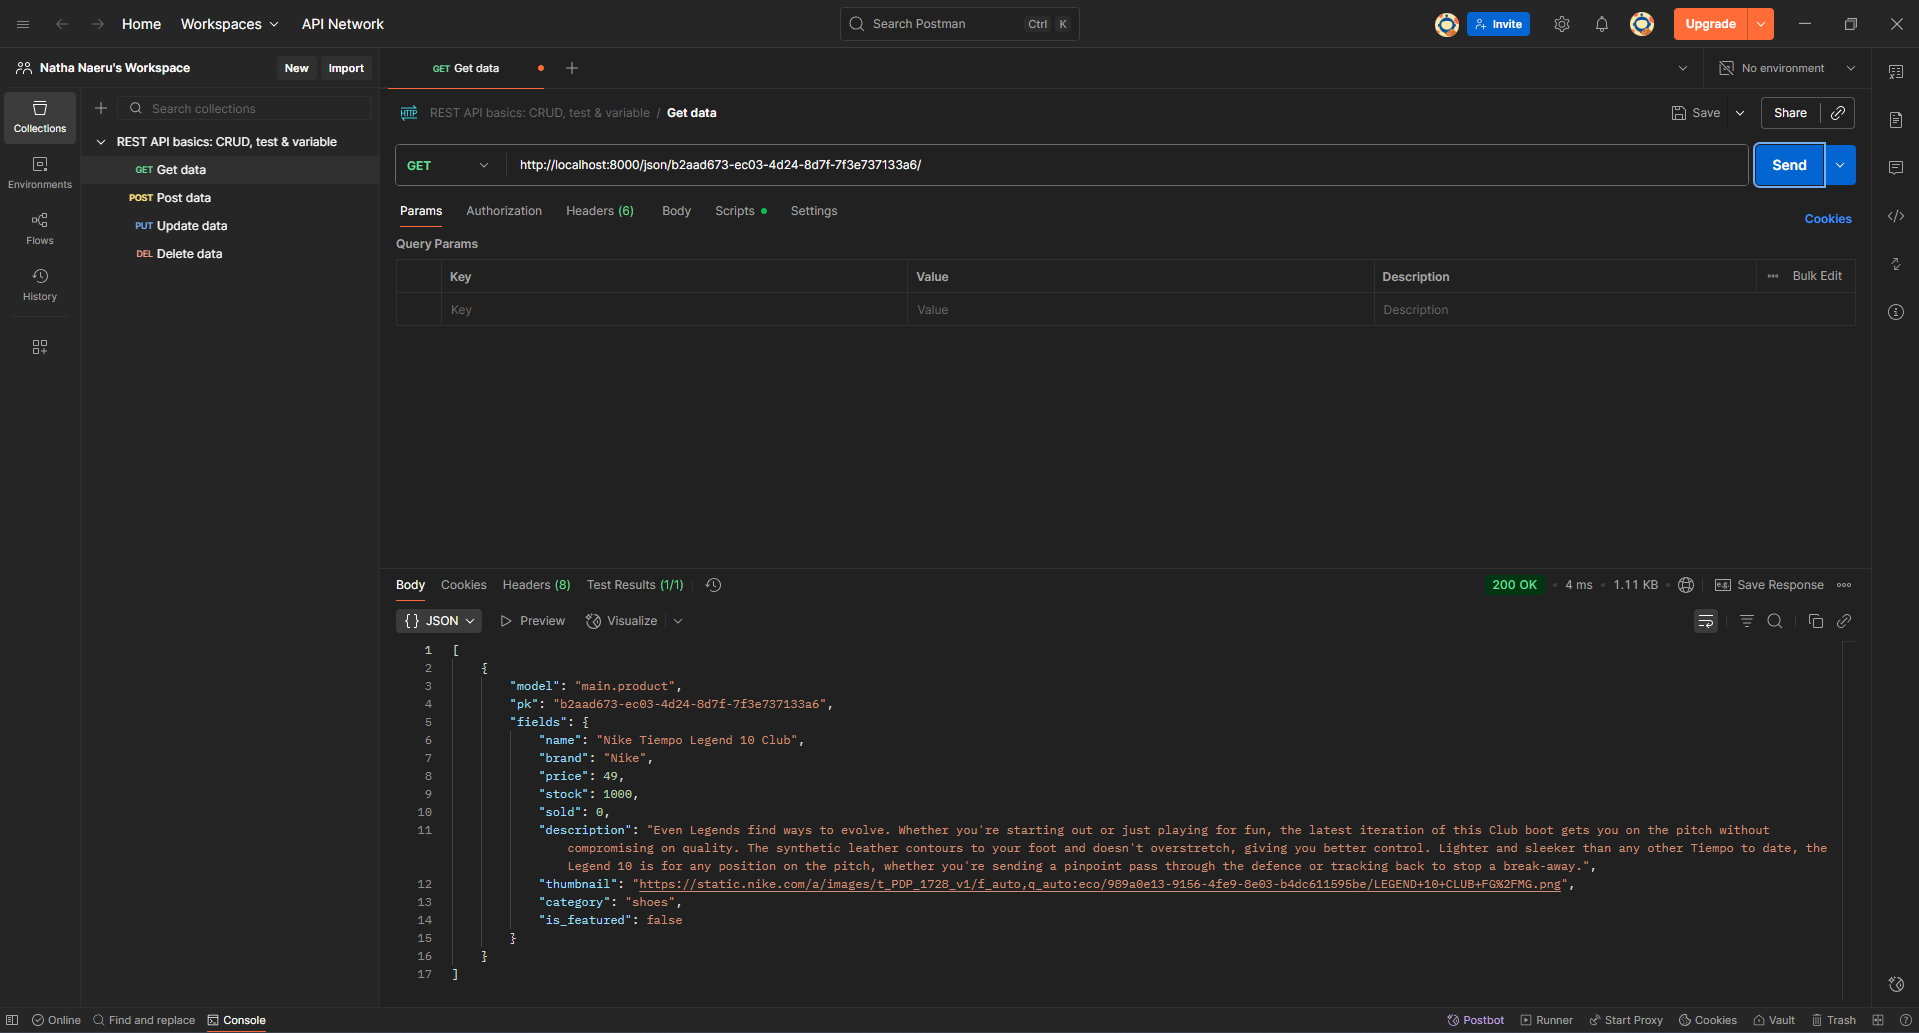 Home Workspaces API Network Search Postman Ctrl K Invite Upgrade
Natha Naeru's Workspace New Import GET Get data No environment
Collections
Environments
Flows
History
Search collections
REST API basics: CRUD, test & variable
GET Get data
POST Post data
PUT Update data
DEL Delete data
HTTP REST API basics: CRUD, test & variable / Get data Save Share
GET http://localhost:8000/json/b2aad673-ec03-4d24-8d7f-7f3e737133a6/ Send
Params Authorization Headers (6) Body Scripts Settings Cookies
Query Params
Key Value Description Bulk Edit
Key Value Description
Body Cookies Headers (8) Test Results (1/1) 200 OK • 4 ms • 1.11 KB e.g. Save Response
{} JSON Preview Visualize
1 [
2 {
3 "model": "main.product",
4 "pk": "b2aad673-ec03-4d24-8d7f-7f3e737133a6",
5 "fields": {
6 "name": "Nike Tiempo Legend 10 Club",
7 "brand": "Nike",
8 "price": 49,
9 "stock": 1000,
10 "sold": 0,
11 "description": "Even Legends find ways to evolve. Whether you're starting out or just playing for fun, the latest iteration of this Club boot gets you on the pitch without
compromising on quality. The synthetic leather contours to your foot and doesn't overstretch, giving you better control. Lighter and sleeker than any other Tiempo to date, the
Legend 10 is for any position on the pitch, whether you're sending a pinpoint pass through the defence or tracking back to stop a break-away.",
12 "thumbnail": "https://static.nike.com/a/images/t_PDP_1728_v1/f_auto,q_auto:eco/989a0e13-9156-4fe9-8e03-b4dc611595be/LEGEND+10+CLUB+FG%2FMG.png",
13 "category": "shoes",
14 "is_featured": false
15 }
16 }
17 ]
Online Find and replace Console Postbot Runner Start Proxy Cookies Vault Trash